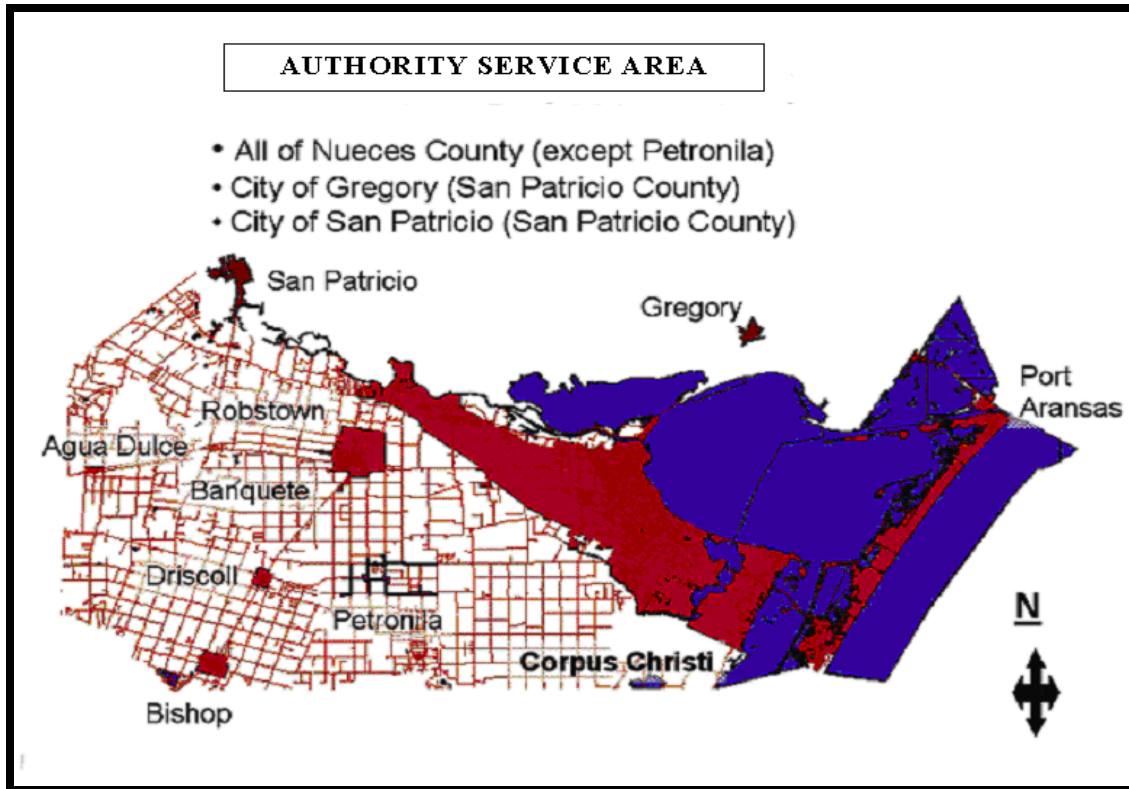 AUTHORITY SERVICE AREA
• All of Nueces County (except Petronila)
• City of Gregory (San Patricio County)
• City of San Patricio (San Patricio County)
San Patricio
Gregory
Port
Aransas
Robstown
Agua Dulce
Banquete
Driscoll
Petronila
N
Corpus Christi
Bishop